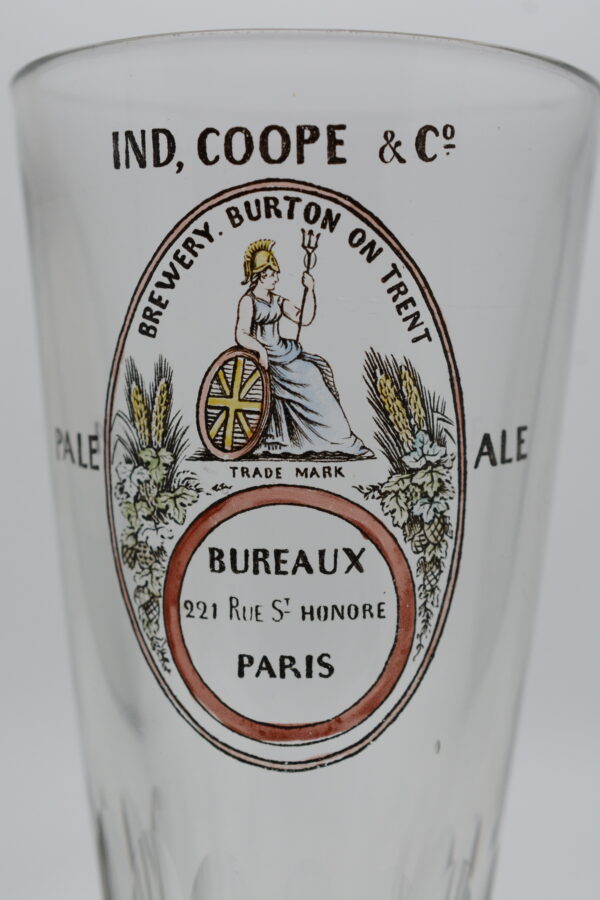 IND, COOPE & Cº
BREWERY. BURTON ON TRENT
PALE ALE
TRADE MARK
BUREAUX
221 RUE Sᵀ HONORE
PARIS